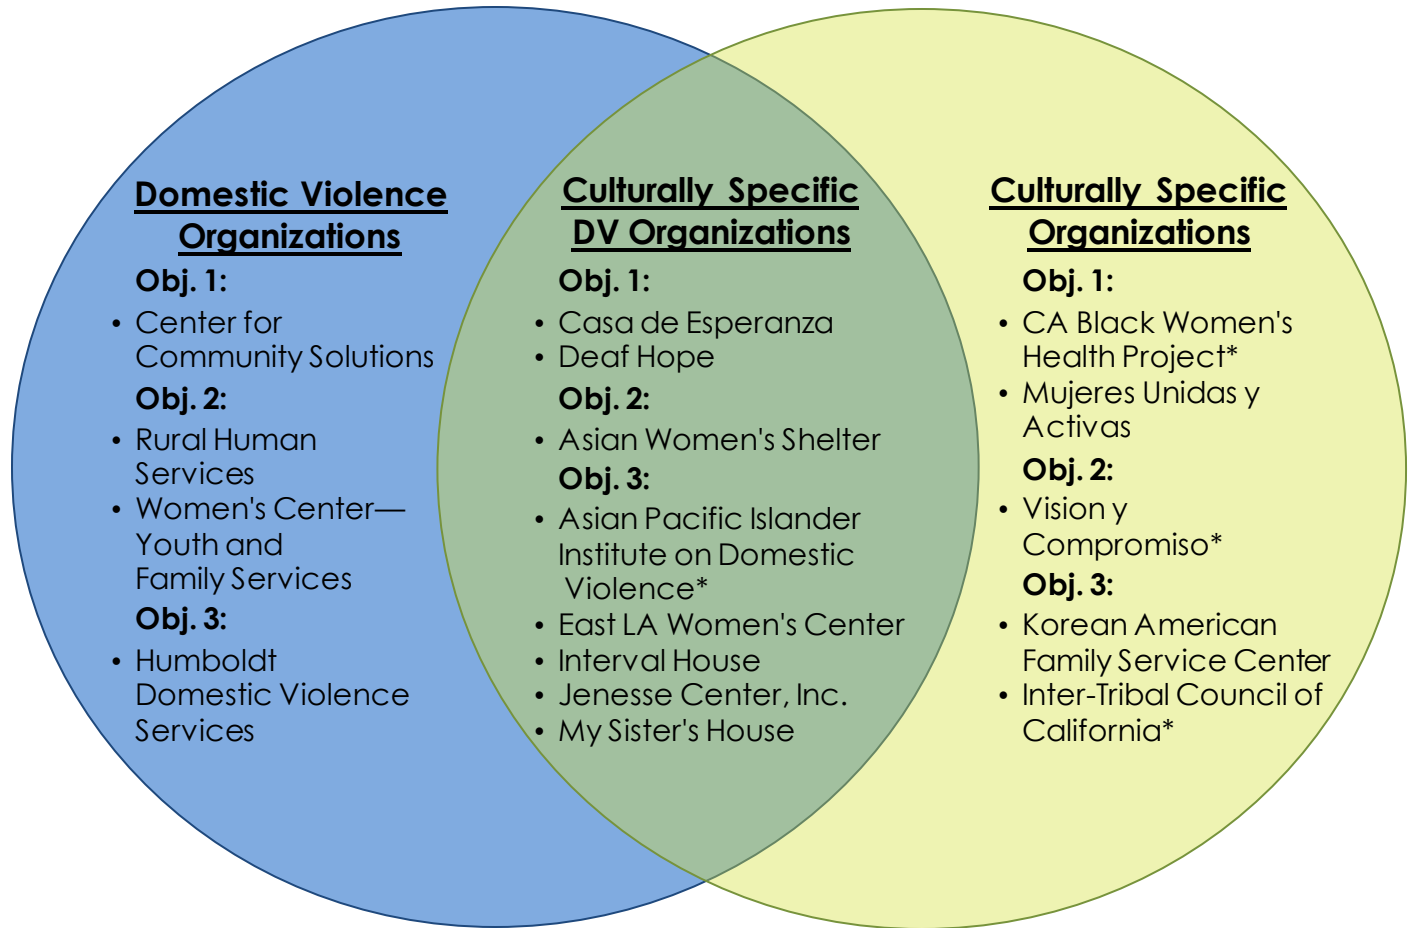 Domestic Violence
Organizations
Obj. 1:
• Center for
Community Solutions
Obj. 2:
• Rural Human
Services
• Women's Center—
Youth and
Family Services
Obj. 3:
• Humboldt
Domestic Violence
Services
Culturally Specific
DV Organizations
Obj. 1:
• Casa de Esperanza
• Deaf Hope
Obj. 2:
• Asian Women's Shelter
Obj. 3:
• Asian Pacific Islander
Institute on Domestic
Violence*
• East LA Women's Center
• Interval House
• Jenesse Center, Inc.
• My Sister's House
Culturally Specific
Organizations
Obj. 1:
• CA Black Women's
Health Project*
• Mujeres Unidas y
Activas
Obj. 2:
• Vision y
Compromiso*
Obj. 3:
• Korean American
Family Service Center
• Inter-Tribal Council of
California*